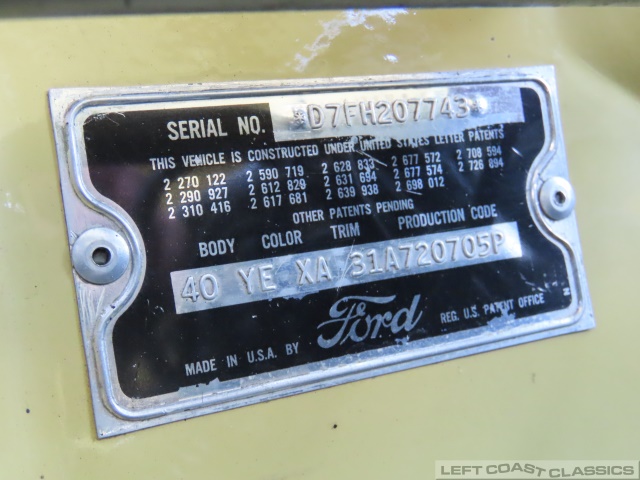 SERIAL NO. D7FH207743
THIS VEHICLE IS CONSTRUCTED UNDER UNITED STATES LETTER PATENTS
2 270 122 2 590 719 2 628 833 2 677 572 2 708 594
2 290 927 2 612 829 2 631 694 2 677 574 2 726 894
2 310 416 2 617 681 2 639 938 2 698 012
OTHER PATENTS PENDING
BODY COLOR TRIM PRODUCTION CODE
40 YE XA 31A720705P
MADE IN U.S.A. BY Ford REG. U.S. PATENT OFFICE
LEFT COAST CLASSICS